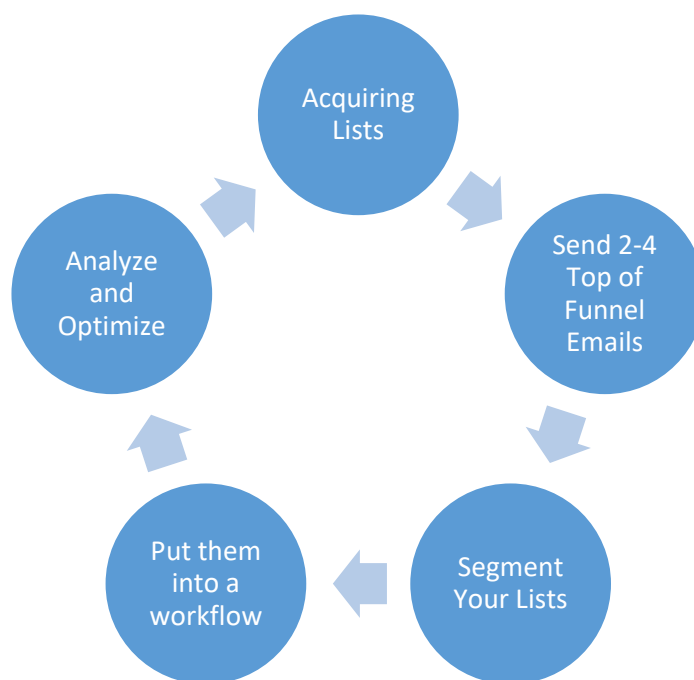 Acquiring
Lists
Send 2-4
Top of
Funnel
Emails
Segment
Your Lists
Put them
into a
workflow
Analyze
and
Optimize